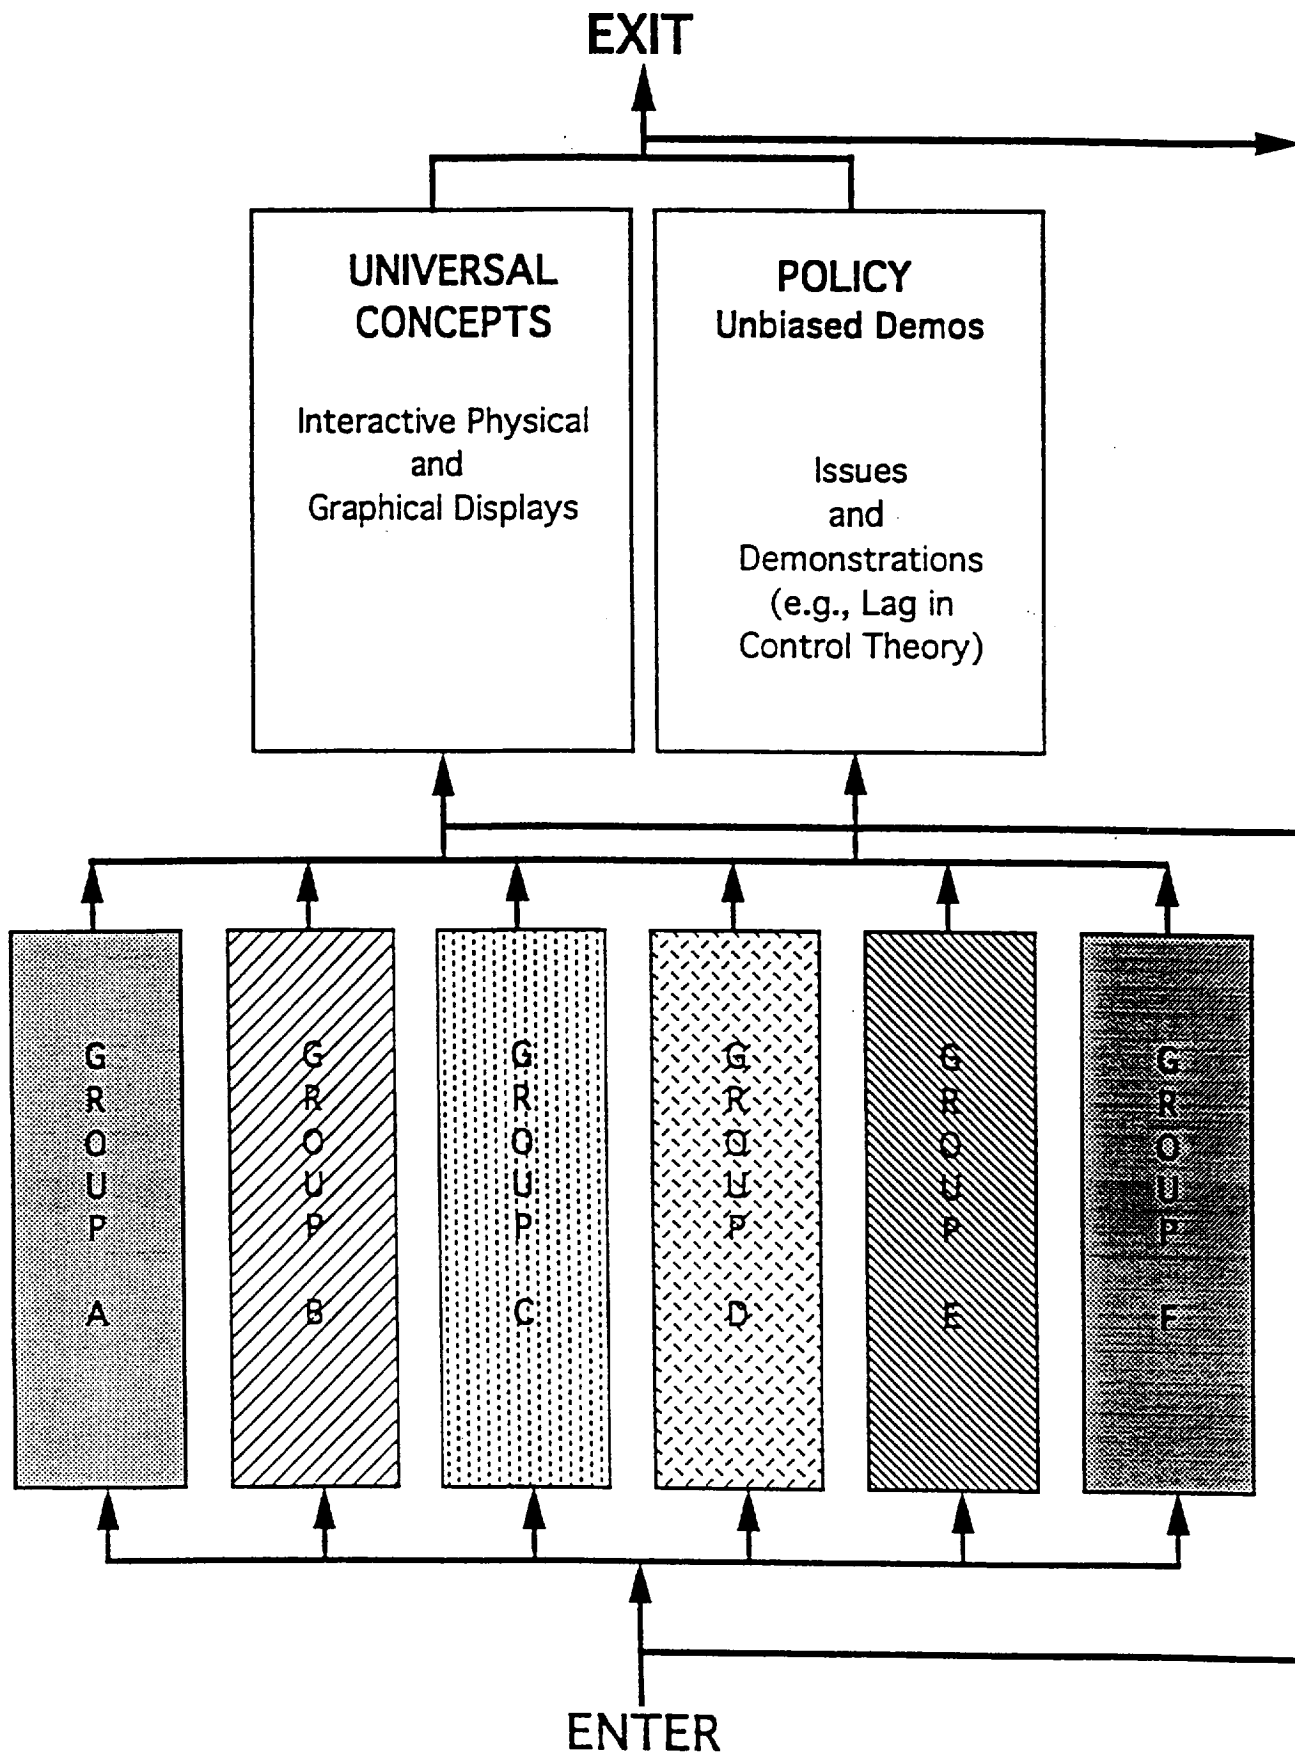 EXIT
UNIVERSAL
CONCEPTS
Interactive Physical
and
Graphical Displays
POLICY
Unbiased Demos
Issues
and
Demonstrations
(e.g., Lag in
Control Theory)
GROUP A
GROUP B
GROUP C
GROUP D
GROUP E
GROUP F
ENTER